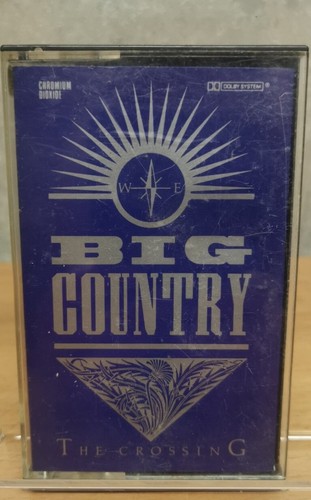 CHROMIUM
DIOXIDE
DOLBY SYSTEM ®
W E
BIG
COUNTRY
THE CROSSING